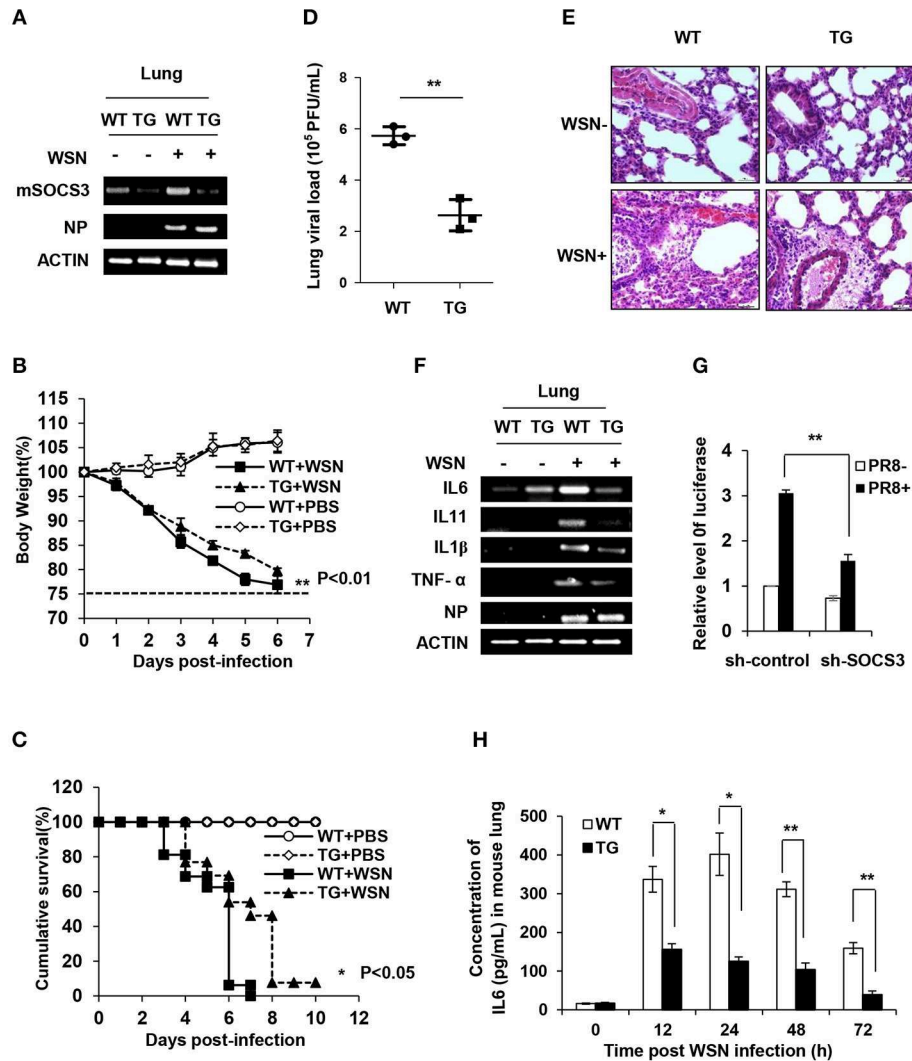 A
Lung
WT TG WT TG
WSN - - + +
mSOCS3
NP
ACTIN
D
Lung viral load (10⁵ PFU/mL)
8
6
4
2
0
**
WT TG
E
WT TG
WSN-
WSN+
B
Body Weight(%)
115
110
105
100
95
90
85
80
75
70
WT+WSN
TG+WSN
WT+PBS
TG+PBS
** P<0.01
0 1 2 3 4 5 6 7
Days post-infection
F
Lung
WT TG WT TG
WSN - - + +
IL6
IL11
IL1β
TNF- α
NP
ACTIN
G
Relative level 0f luciferase
4
3
2
1
0
**
PR8-
PR8+
sh-control sh-SOCS3
C
Cumulative survival(%)
120
100
80
60
40
20
0
WT+PBS
TG+PBS
WT+WSN
TG+WSN
* P<0.05
0 2 4 6 8 10 12
Days post-infection
H
Concentration of
IL6 (pg/mL) in mouse lung
500
400
300
200
100
0
WT
TG
* * ** **
0 12 24 48 72
Time post WSN infection (h)